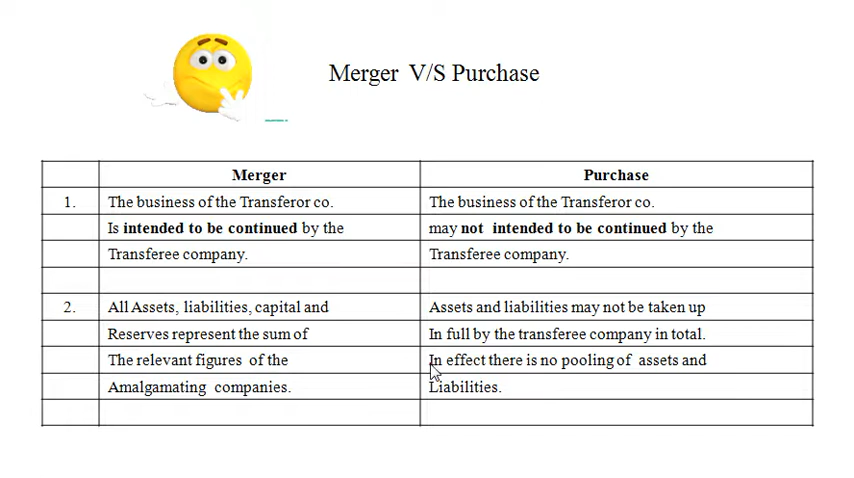 Merger V/S Purchase
Merger Purchase
1. The business of the Transferor co. The business of the Transferor co.
Is intended to be continued by the may not intended to be continued by the
Transferee company. Transferee company.
2. All Assets, liabilities, capital and Assets and liabilities may not be taken up
Reserves represent the sum of In full by the transferee company in total.
The relevant figures of the In effect there is no pooling of assets and
Amalgamating companies. Liabilities.